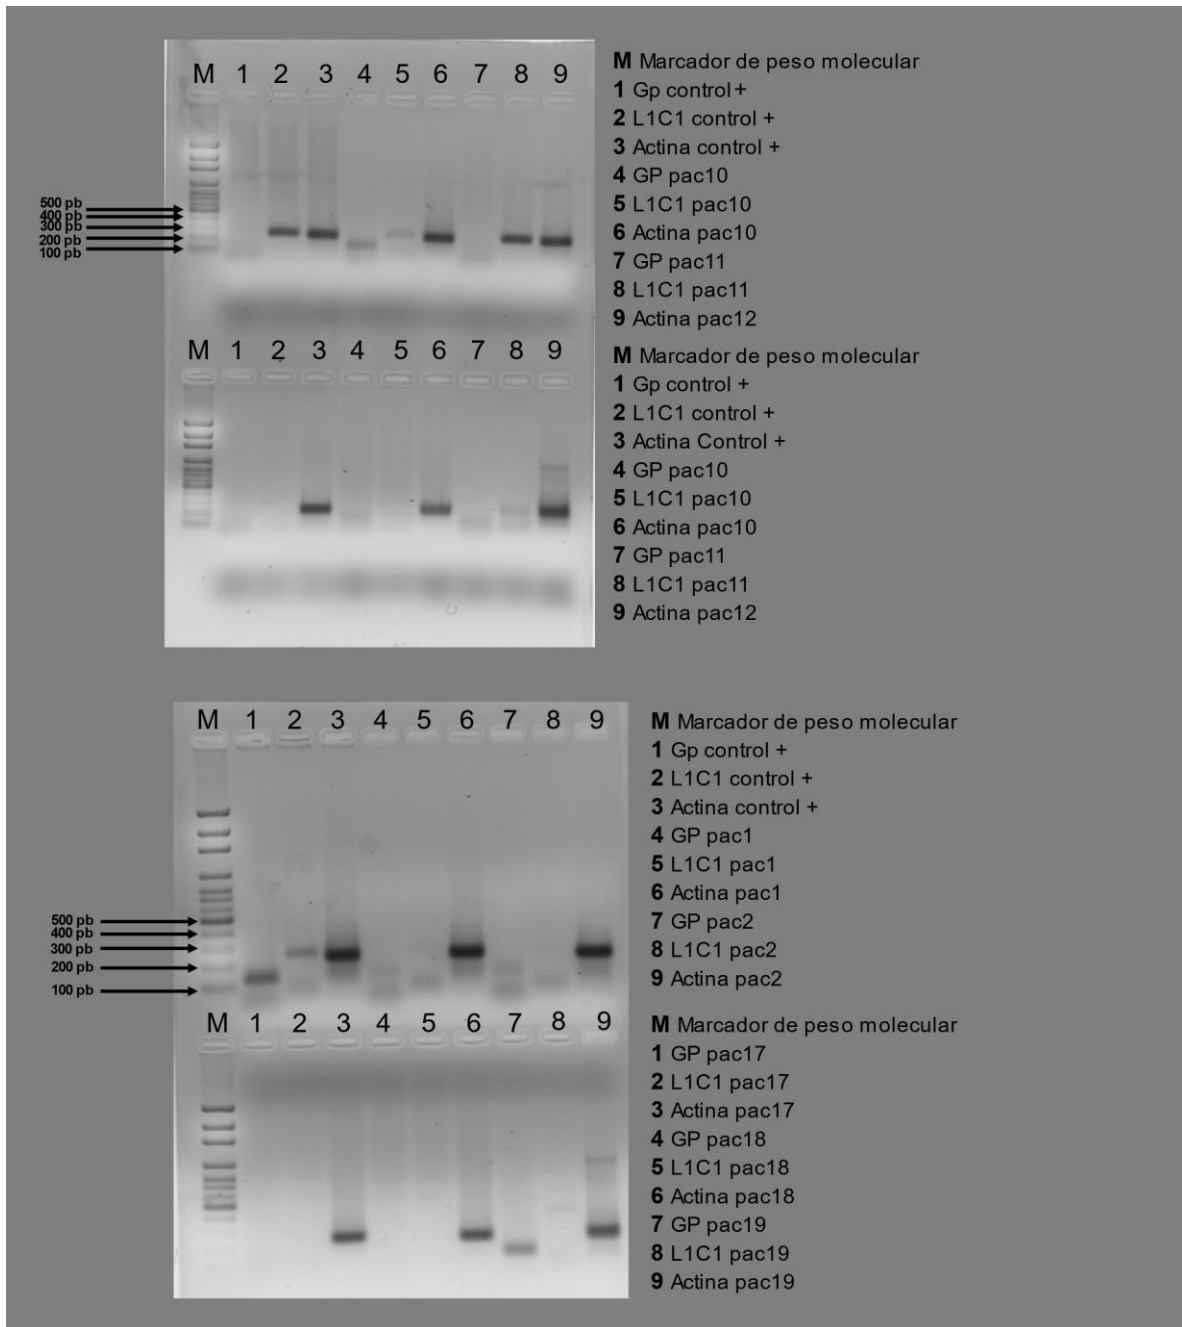 M 1 2 3 4 5 6 7 8 9
500 pb
400 pb
300 pb
200 pb
100 pb
M Marcador de peso molecular
1 Gp control +
2 L1C1 control +
3 Actina control +
4 GP pac10
5 L1C1 pac10
6 Actina pac10
7 GP pac11
8 L1C1 pac11
9 Actina pac12
M 1 2 3 4 5 6 7 8 9
M Marcador de peso molecular
1 Gp control +
2 L1C1 control +
3 Actina Control +
4 GP pac10
5 L1C1 pac10
6 Actina pac10
7 GP pac11
8 L1C1 pac11
9 Actina pac12
M 1 2 3 4 5 6 7 8 9
500 pb
400 pb
300 pb
200 pb
100 pb
M Marcador de peso molecular
1 Gp control +
2 L1C1 control +
3 Actina control +
4 GP pac1
5 L1C1 pac1
6 Actina pac1
7 GP pac2
8 L1C1 pac2
9 Actina pac2
M 1 2 3 4 5 6 7 8 9
M Marcador de peso molecular
1 GP pac17
2 L1C1 pac17
3 Actina pac17
4 GP pac18
5 L1C1 pac18
6 Actina pac18
7 GP pac19
8 L1C1 pac19
9 Actina pac19